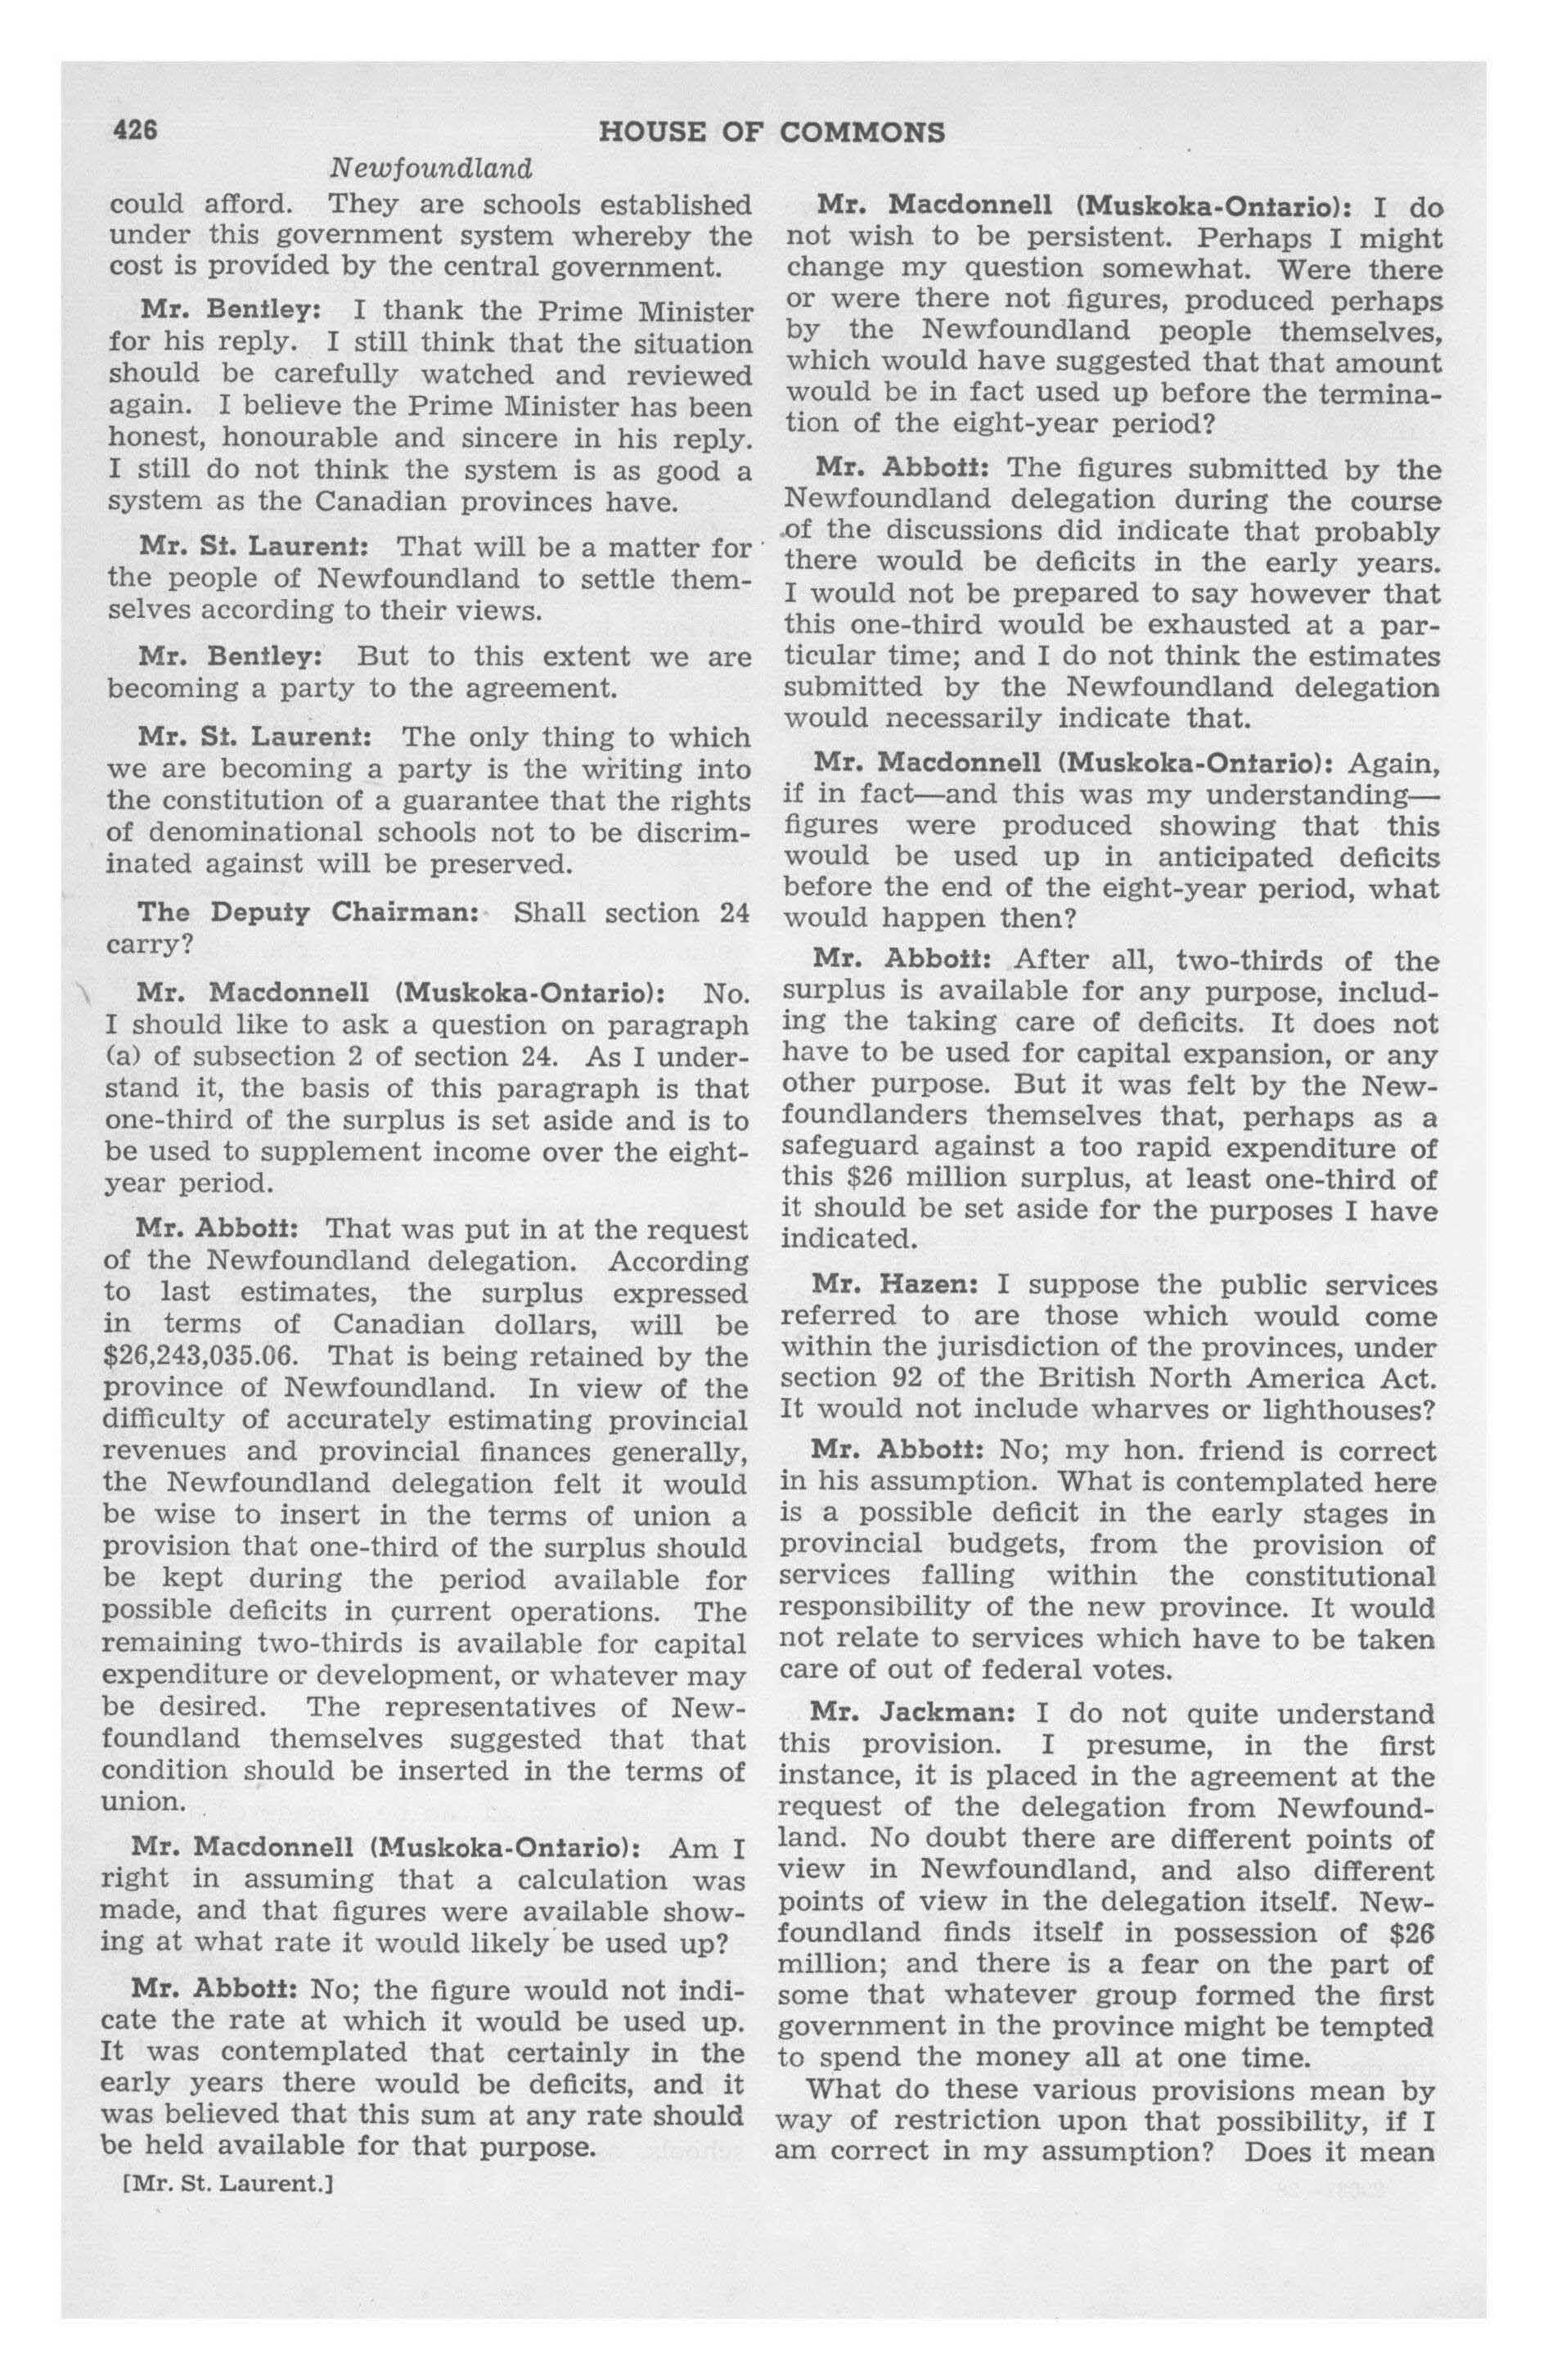 426
HOUSE OF COMMONS
Newfoundland
could afford. They are schools established
under this government system whereby the
cost is provided by the central government.
Mr. Bentley: I thank the Prime Minister
for his reply. I still think that the situation
should be carefully watched and reviewed
again. I believe the Prime Minister has been
honest, honourable and sincere in his reply.
I still do not think the system is as good a
system as the Canadian provinces have.
Mr. St. Laurent: That will be a matter for
the people of Newfoundland to settle them-
selves according to their views.
Mr. Bentley: But to this extent we are
becoming a party to the agreement.
Mr. St. Laurent: The only thing to which
we are becoming a party is the writing into
the constitution of a guarantee that the rights
of denominational schools not to be discrim-
inated against will be preserved.
The Deputy Chairman: Shall section 24
carry?
Mr. Macdonnell (Muskoka-Ontario): No.
I should like to ask a question on paragraph
(a) of subsection 2 of section 24. As I under-
stand it, the basis of this paragraph is that
one-third of the surplus is set aside and is to
be used to supplement income over the eight-
year period.
Mr. Abbott: That was put in at the request
of the Newfoundland delegation. According
to last estimates, the surplus expressed
in terms of Canadian dollars, will be
$26,243,035.06. That is being retained by the
province of Newfoundland. In view of the
difficulty of accurately estimating provincial
revenues and provincial finances generally,
the Newfoundland delegation felt it would
be wise to insert in the terms of union a
provision that one-third of the surplus should
be kept during the period available for
possible deficits in current operations. The
remaining two-thirds is available for capital
expenditure or development, or whatever may
be desired. The representatives of New-
foundland themselves suggested that that
condition should be inserted in the terms of
union.
Mr. Macdonnell (Muskoka-Ontario): Am I
right in assuming that a calculation was
made, and that figures were available show-
ing at what rate it would likely be used up?
Mr. Abbott: No; the figure would not indi-
cate the rate at which it would be used up.
It was contemplated that certainly in the
early years there would be deficits, and it
was believed that this sum at any rate should
be held available for that purpose.
[Mr. St. Laurent.]
Mr. Macdonnell (Muskoka-Ontario): I do
not wish to be persistent. Perhaps I might
change my question somewhat. Were there
or were there not figures, produced perhaps
by the Newfoundland people themselves,
which would have suggested that that amount
would be in fact used up before the termina-
tion of the eight-year period?
Mr. Abbott: The figures submitted by the
Newfoundland delegation during the course
of the discussions did indicate that probably
there would be deficits in the early years.
I would not be prepared to say however that
this one-third would be exhausted at a par-
ticular time; and I do not think the estimates
submitted by the Newfoundland delegation
would necessarily indicate that.
Mr. Macdonnell (Muskoka-Ontario): Again,
if in fact—and this was my understanding—
figures were produced showing that this
would be used up in anticipated deficits
before the end of the eight-year period, what
would happen then?
Mr. Abbott: After all, two-thirds of the
surplus is available for any purpose, includ-
ing the taking care of deficits. It does not
have to be used for capital expansion, or any
other purpose. But it was felt by the New-
foundlanders themselves that, perhaps as a
safeguard against a too rapid expenditure of
this $26 million surplus, at least one-third of
it should be set aside for the purposes I have
indicated.
Mr. Hazen: I suppose the public services
referred to are those which would come
within the jurisdiction of the provinces, under
section 92 of the British North America Act.
It would not include wharves or lighthouses?
Mr. Abbott: No; my hon. friend is correct
in his assumption. What is contemplated here
is a possible deficit in the early stages in
provincial budgets, from the provision of
services falling within the constitutional
responsibility of the new province. It would
not relate to services which have to be taken
care of out of federal votes.
Mr. Jackman: I do not quite understand
this provision. I presume, in the first
instance, it is placed in the agreement at the
request of the delegation from Newfound-
land. No doubt there are different points of
view in Newfoundland, and also different
points of view in the delegation itself. New-
foundland finds itself in possession of $26
million; and there is a fear on the part of
some that whatever group formed the first
government in the province might be tempted
to spend the money all at one time.
What do these various provisions mean by
way of restriction upon that possibility, if I
am correct in my assumption? Does it mean